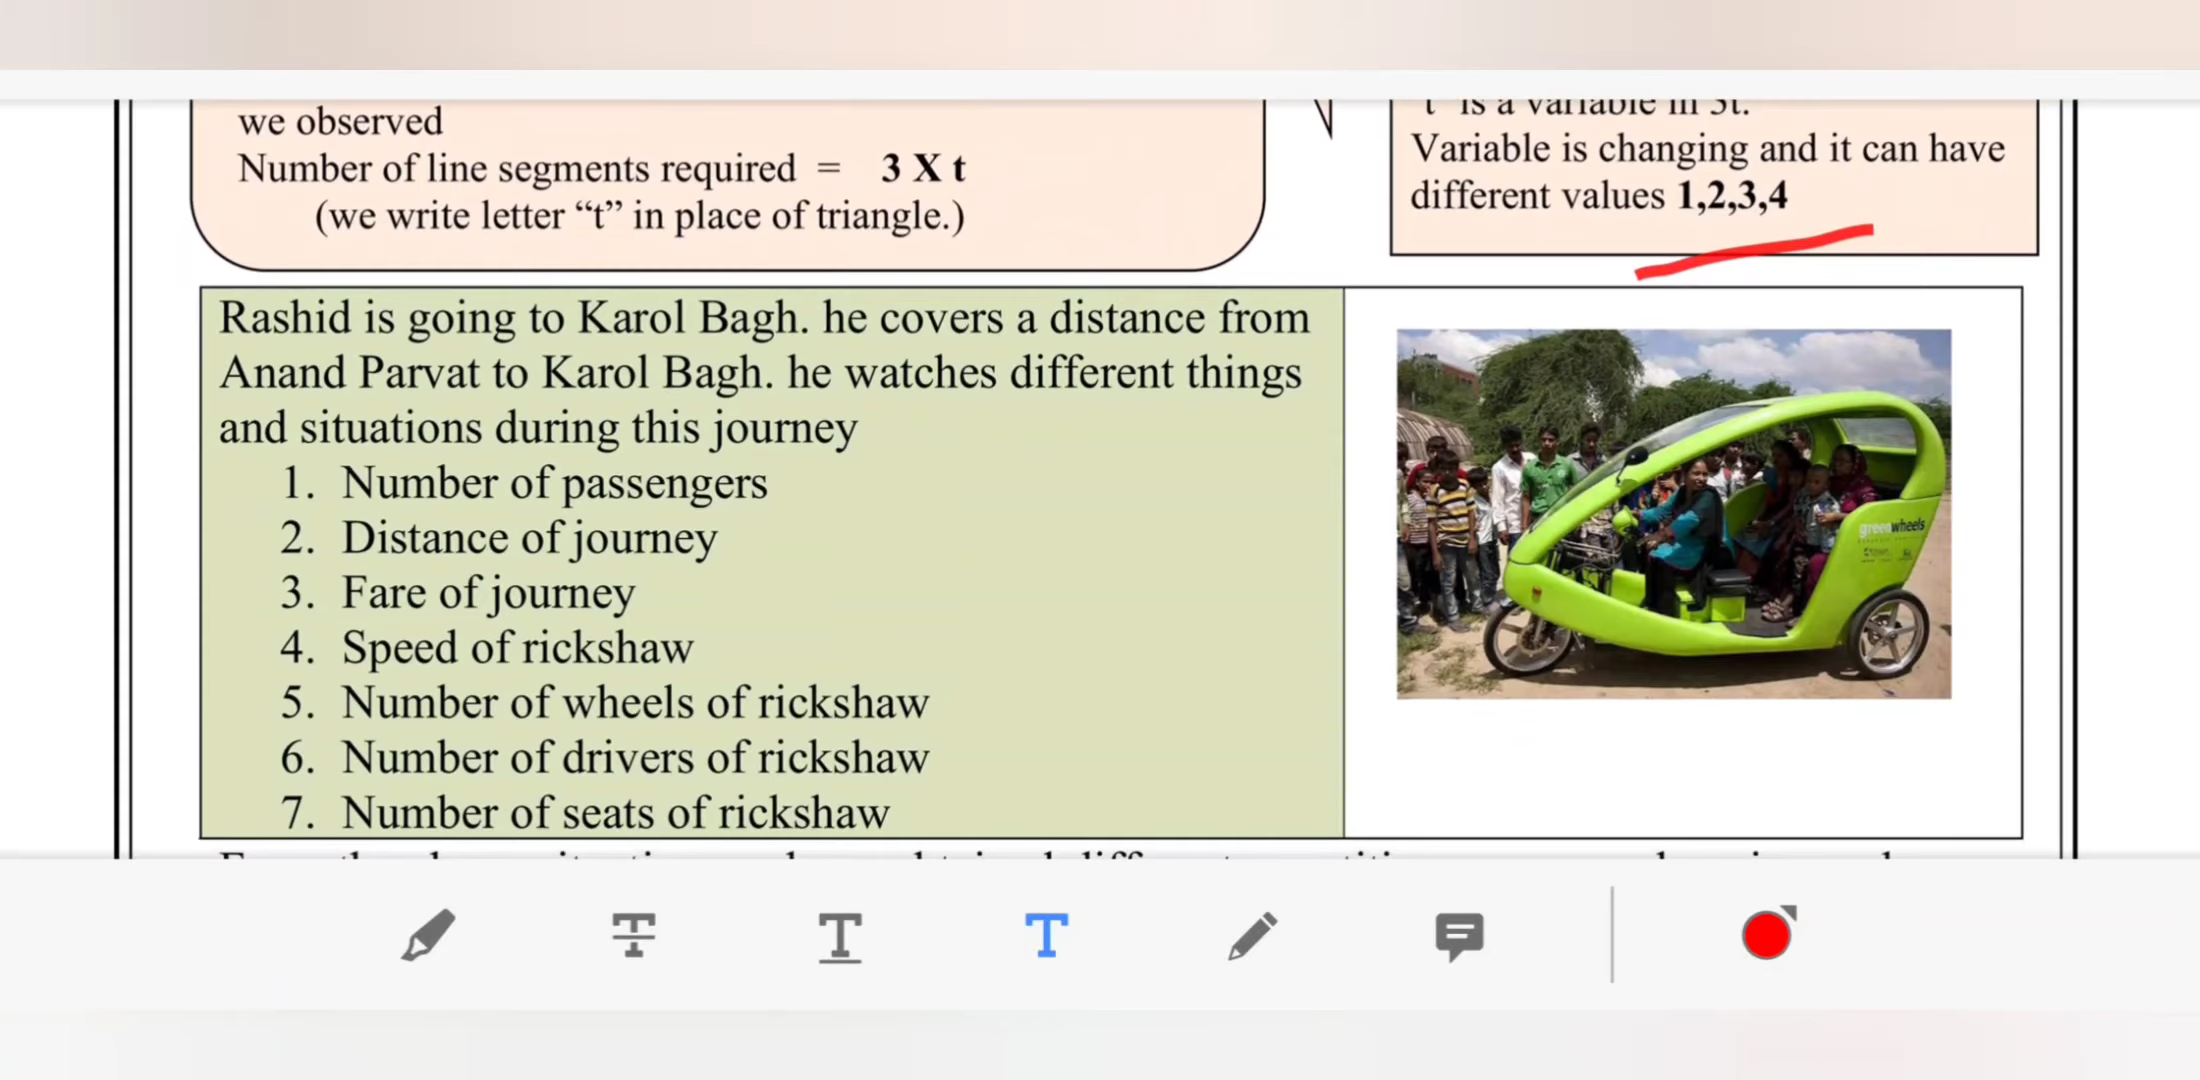 we observed
Number of line segments required = 3 X t
(we write letter “t” in place of triangle.)
t is a variable in 3t.
Variable is changing and it can have
different values 1,2,3,4
Rashid is going to Karol Bagh. he covers a distance from
Anand Parvat to Karol Bagh. he watches different things
and situations during this journey
1. Number of passengers
2. Distance of journey
3. Fare of journey
4. Speed of rickshaw
5. Number of wheels of rickshaw
6. Number of drivers of rickshaw
7. Number of seats of rickshaw
greenwheels